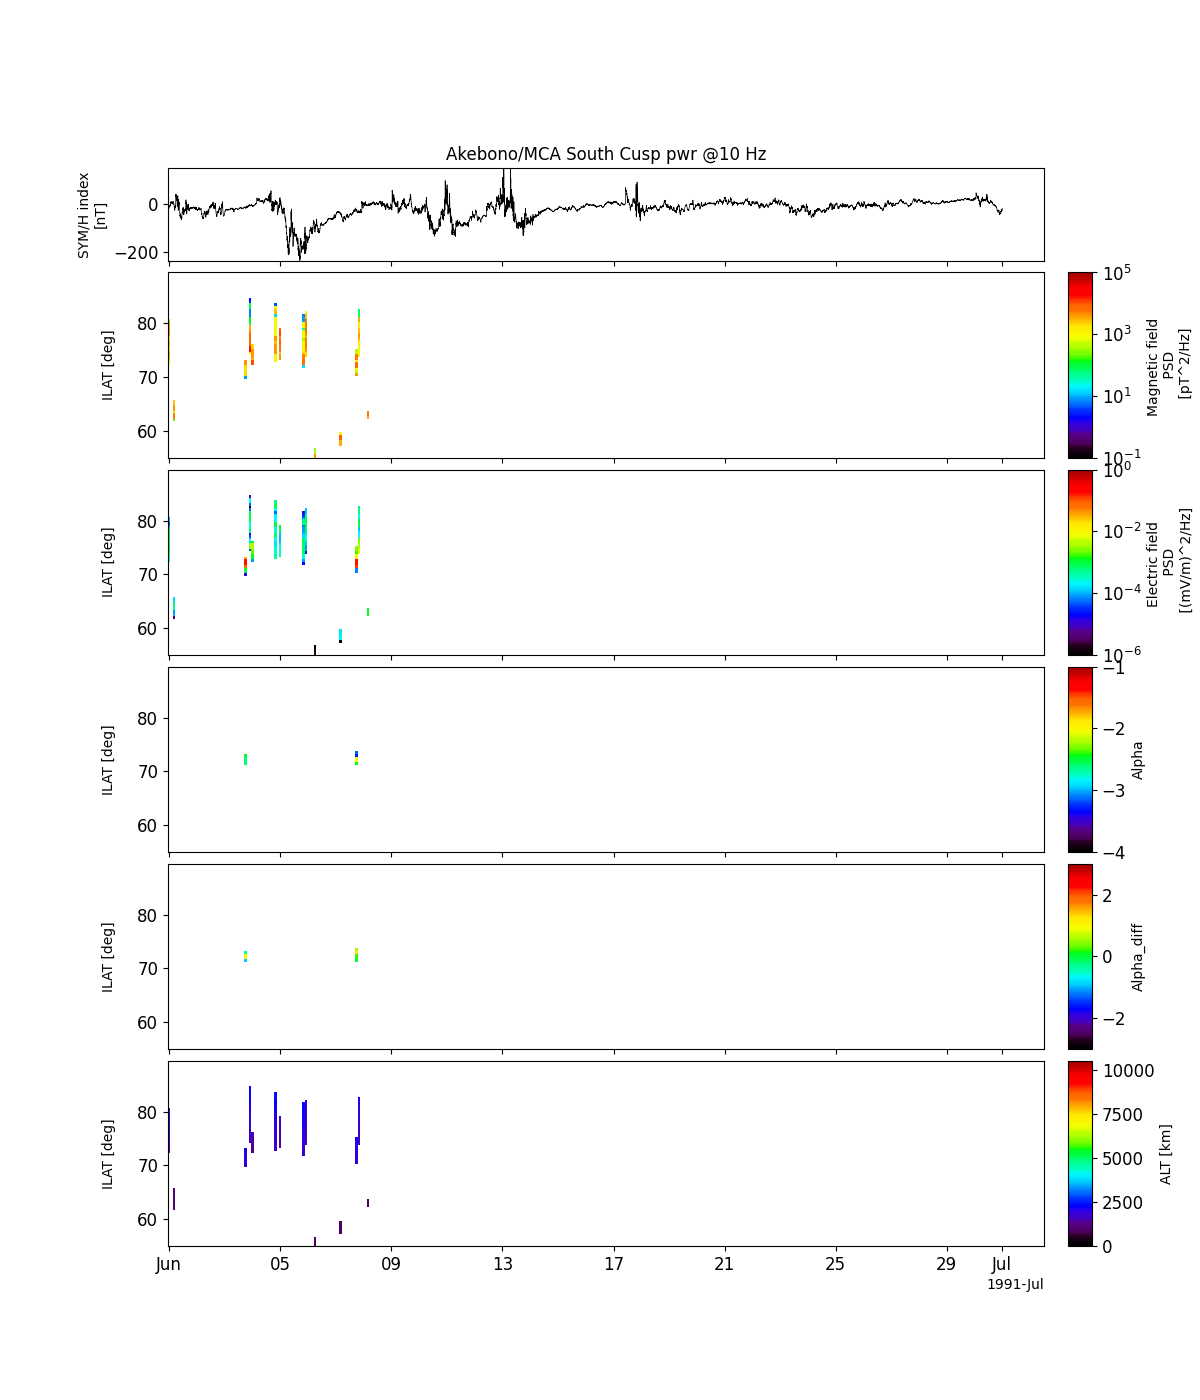 Akebono/MCA South Cusp pwr @10 Hz
SYM/H index
[nT]
0
−200
ILAT [deg]
80
70
60
10^5
10^3
10^1
10^-1
Magnetic field
PSD
[pT^2/Hz]
ILAT [deg]
80
70
60
10^0
10^-2
10^-4
10^-6
Electric field
PSD
[(mV/m)^2/Hz]
ILAT [deg]
80
70
60
−1
−2
−3
−4
Alpha
ILAT [deg]
80
70
60
2
0
−2
Alpha_diff
ILAT [deg]
80
70
60
10000
7500
5000
2500
0
ALT [km]
Jun 05 09 13 17 21 25 29 Jul
1991-Jul